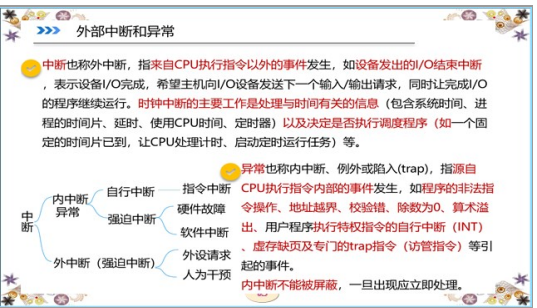 外部中断和异常
中断也称外中断，指来自CPU执行指令以外的事件发生，如设备发出的I/O结束中断
，表示设备I/O完成，希望主机向I/O设备发送下一个输入/输出请求，同时让完成I/O
的程序继续运行。时钟中断的主要工作是处理与时间有关的信息（包含系统时间、进
程的时间片、延时、使用CPU时间、定时器）以及决定是否执行调度程序（如一个固
定的时间片已到，让CPU处理计时、启动定时运行任务）等。
异常也称内中断、例外或陷入(trap)，指源自
CPU执行指令内部的事件发生，如程序的非法指
令操作、地址越界、校验错、除数为0、算术溢
出、用户程序执行特权指令的自行中断（INT）
、虚存缺页及专门的trap指令（访管指令）等引
起的事件。
内中断不能被屏蔽，一旦出现应立即处理。
中断
内中断
异常
自行中断
指令中断
强迫中断
硬件故障
软件中断
外中断（强迫中断）
外设请求
人为干预